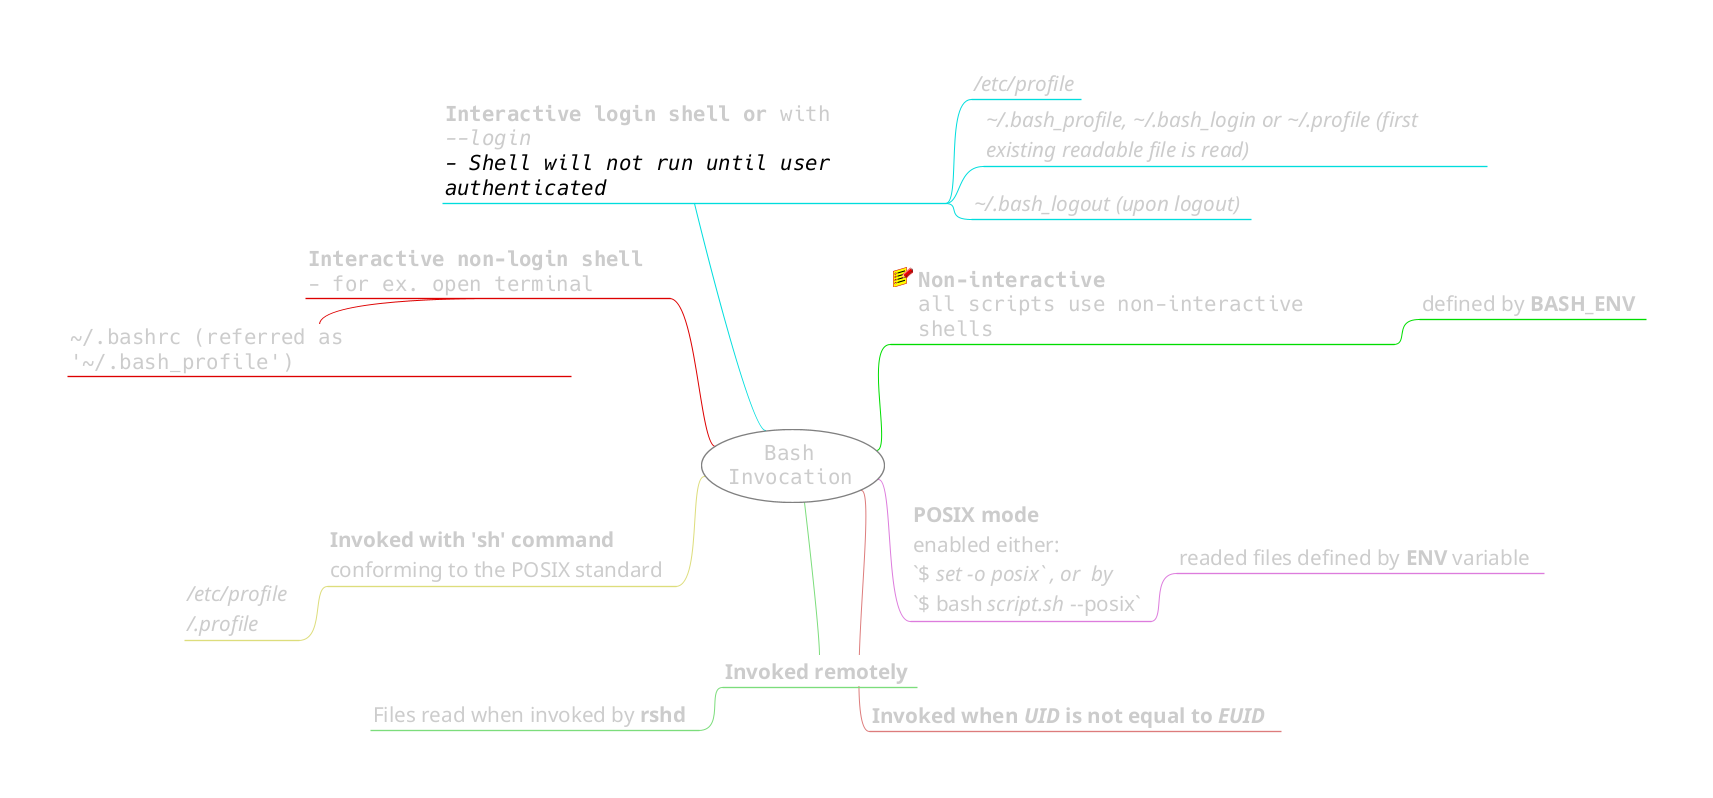 /etc/profile
Interactive login shell or with
--login
- Shell will not run until user
authenticated
~/.bash_profile, ~/.bash_login or ~/.profile (first
existing readable file is read)
~/.bash_logout (upon logout)
Interactive non-login shell
- for ex. open terminal
~/.bashrc (referred as
'~/.bash_profile')
Non-interactive
all scripts use non-interactive
shells
defined by BASH_ENV
Bash
Invocation
Invoked with 'sh' command
conforming to the POSIX standard
/etc/profile
/.profile
POSIX mode
enabled either:
`$ set -o posix` , or  by
`$ bash script.sh --posix`
readed files defined by ENV variable
Invoked remotely
Files read when invoked by rshd
Invoked when UID is not equal to EUID